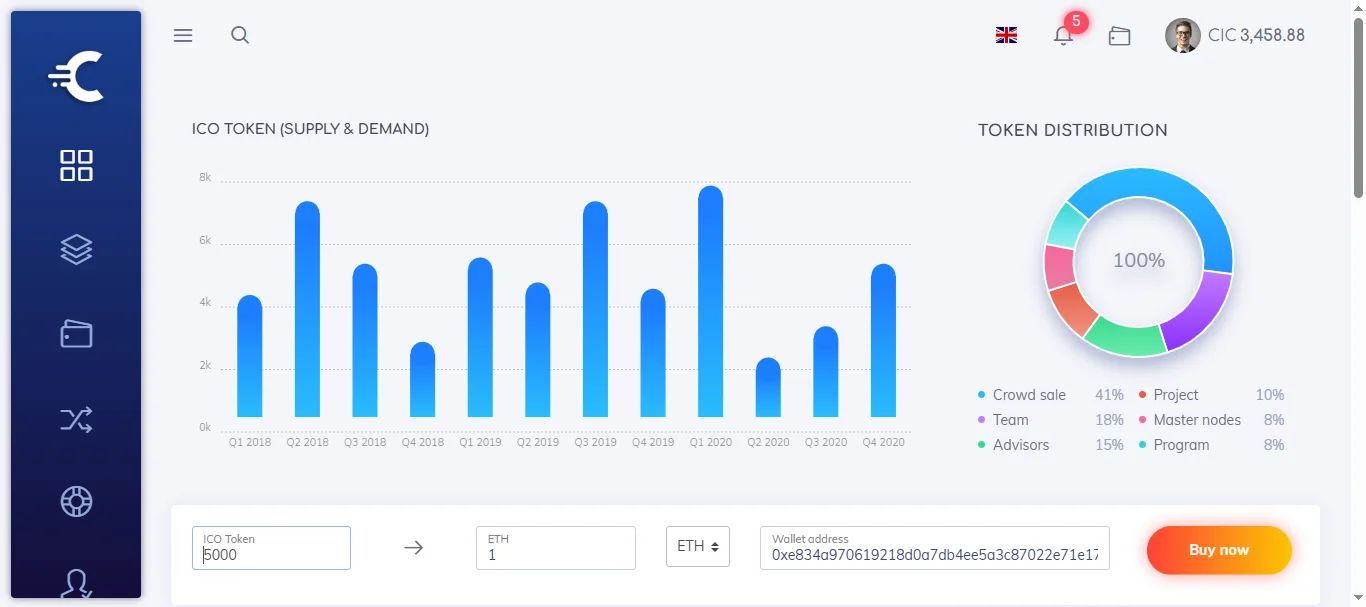 5
CIC 3,458.88
ICO TOKEN (SUPPLY & DEMAND)
8k
6k
4k
2k
0k
Q1 2018 Q2 2018 Q3 2018 Q4 2018 Q1 2019 Q2 2019 Q3 2019 Q4 2019 Q1 2020 Q2 2020 Q3 2020 Q4 2020
TOKEN DISTRIBUTION
100%
Crowd sale 41% Project 10%
Team 18% Master nodes 8%
Advisors 15% Program 8%
ICO Token
5000
ETH
1
ETH
Wallet address
0xe834a970619218d0a7db4ee5a3c87022e71e17
Buy now